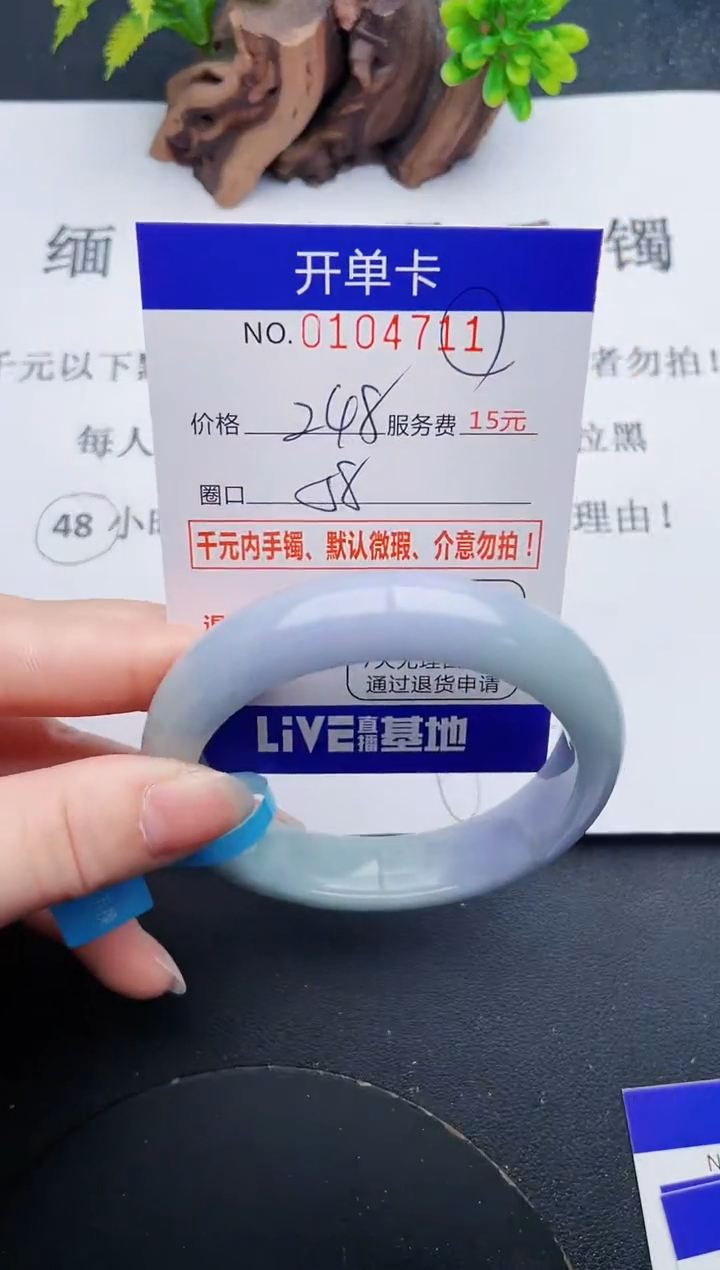 缅 镯
开单卡
NO.0104711
千元以下 者勿拍！
价格 248 服务费 15元
每人 拉黑
圈口 58
48 小时 理由！
千元内手镯、默认微瑕、介意勿拍！
退
7天无理由
通过退货申请
LiVE直播基地
N